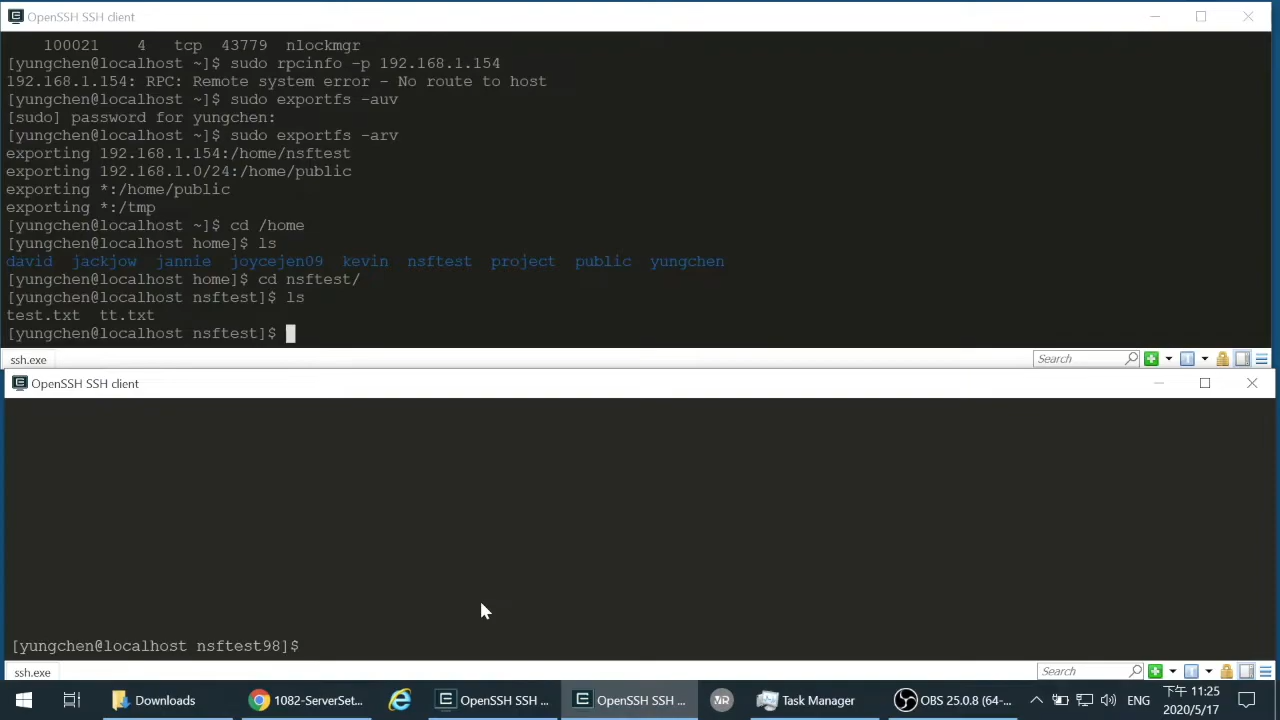 OpenSSH SSH client
100021 4 tcp 43779 nlockmgr
[yungchen@localhost ~]$ sudo rpcinfo -p 192.168.1.154
192.168.1.154: RPC: Remote system error - No route to host
[yungchen@localhost ~]$ sudo exportfs -auv
[sudo] password for yungchen:
[yungchen@localhost ~]$ sudo exportfs -arv
exporting 192.168.1.154:/home/nsftest
exporting 192.168.1.0/24:/home/public
exporting *:/home/public
exporting *:/tmp
[yungchen@localhost ~]$ cd /home
[yungchen@localhost home]$ ls
david jackjow jannie joycejen09 kevin nsftest project public yungchen
[yungchen@localhost home]$ cd nsftest/
[yungchen@localhost nsftest]$ ls
test.txt tt.txt
[yungchen@localhost nsftest]$
ssh.exe Search
OpenSSH SSH client
[yungchen@localhost nsftest98]$
ssh.exe Search
Downloads 1082-ServerSet... OpenSSH SSH ... OpenSSH SSH ... VR Task Manager OBS 25.0.8 (64-... ENG 下午 11:25
2020/5/17